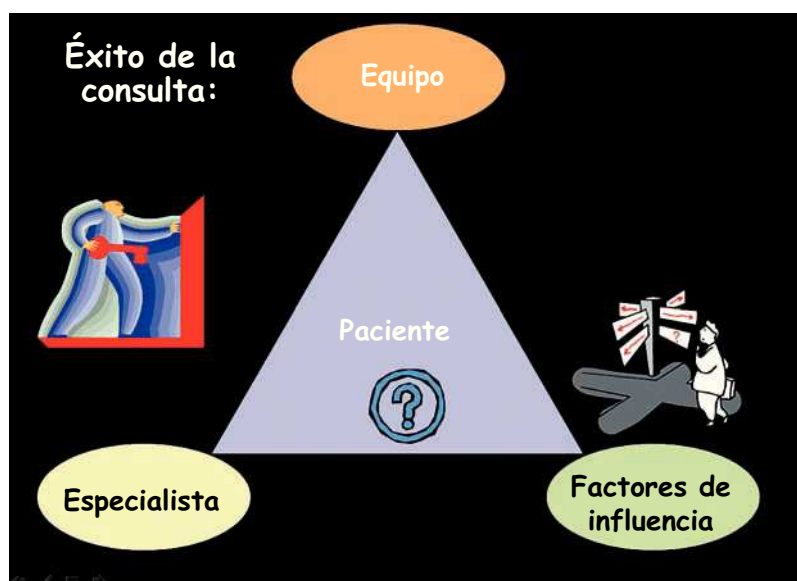 Éxito de la
consulta:
Equipo
Paciente
?
?
Especialista
Factores de
influencia